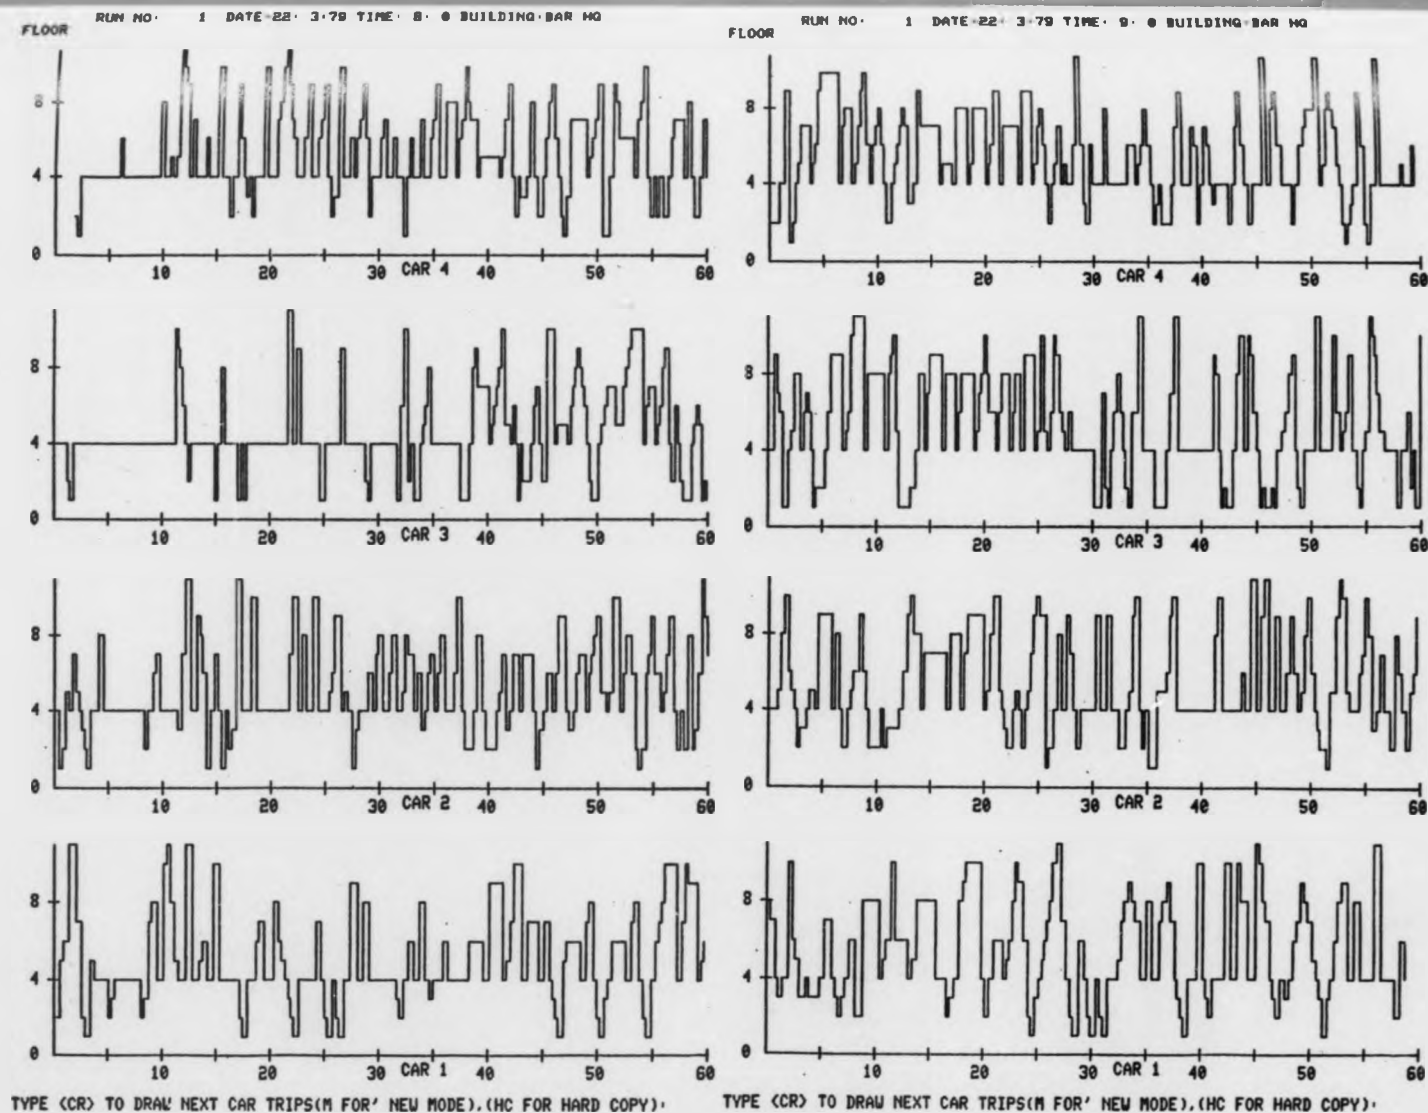 RUN NO. 1 DATE 22. 3.79 TIME. 8. 0 BUILDING.BAR HQ
FLOOR
8
4
0
10 20 30 40 50 60
CAR 4
8
4
0
10 20 30 40 50 60
CAR 3
8
4
0
10 20 30 40 50 60
CAR 2
8
4
0
10 20 30 40 50 60
CAR 1
TYPE <CR> TO DRAW NEXT CAR TRIPS(M FOR' NEW MODE).(HC FOR HARD COPY).
RUN NO. 1 DATE 22. 3.79 TIME. 9. 0 BUILDING BAR HQ
FLOOR
8
4
0
10 20 30 40 50 60
CAR 4
8
4
0
10 20 30 40 50 60
CAR 3
8
4
0
10 20 30 40 50 60
CAR 2
8
4
0
10 20 30 40 50 60
CAR 1
TYPE <CR> TO DRAW NEXT CAR TRIPS(M FOR' NEW MODE).(HC FOR HARD COPY).